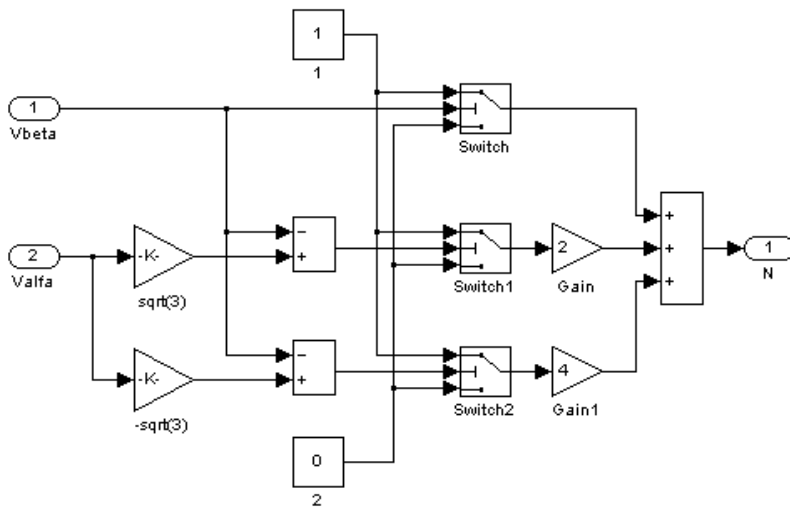 1
1
1
Vbeta
Switch
2
Valfa
-K-
sqrt(3)
−
+
Switch1
2
Gain
+
+
+
1
N
-K-
-sqrt(3)
−
+
Switch2
4
Gain1
0
2